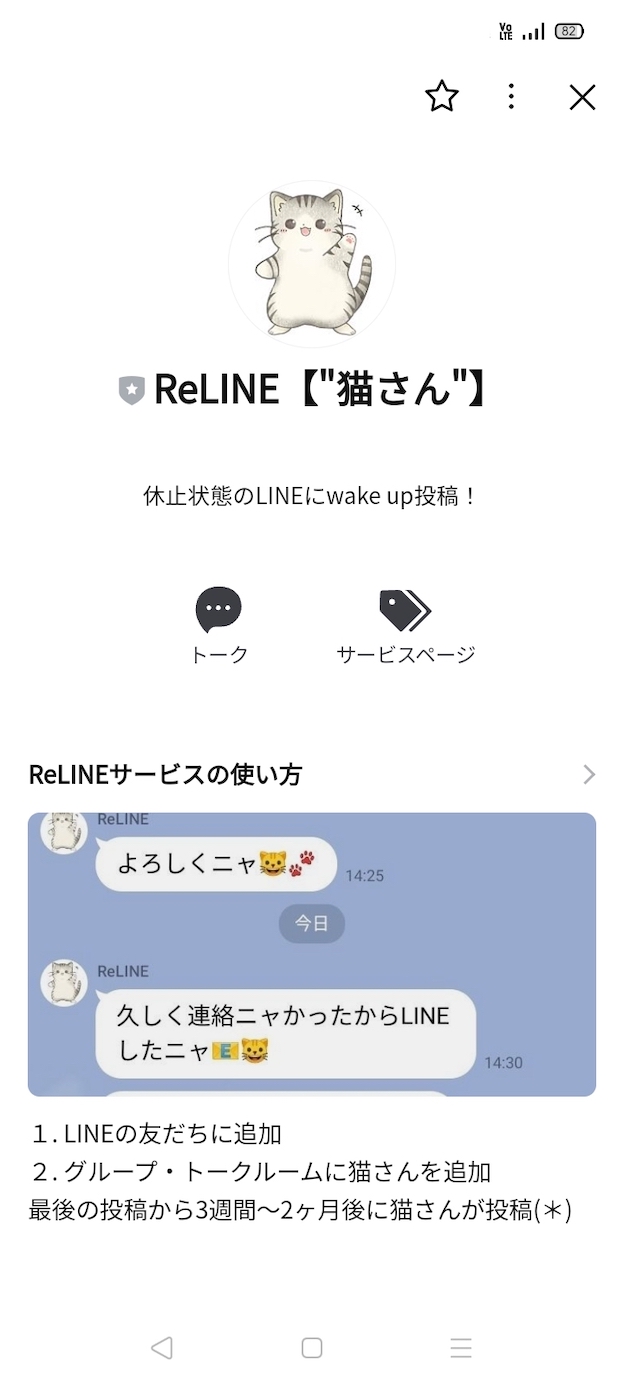 Vo LTE 82
ReLINE【"猫さん"】
休止状態のLINEにwake up投稿！
トーク
サービスページ
ReLINEサービスの使い方
ReLINE
よろしくニャ😺🐾
14:25
今日
ReLINE
久しく連絡ニャかったからLINE
したニャ📧😺
14:30
１. LINEの友だちに追加
２. グループ・トークルームに猫さんを追加
最後の投稿から3週間〜2ヶ月後に猫さんが投稿(＊)